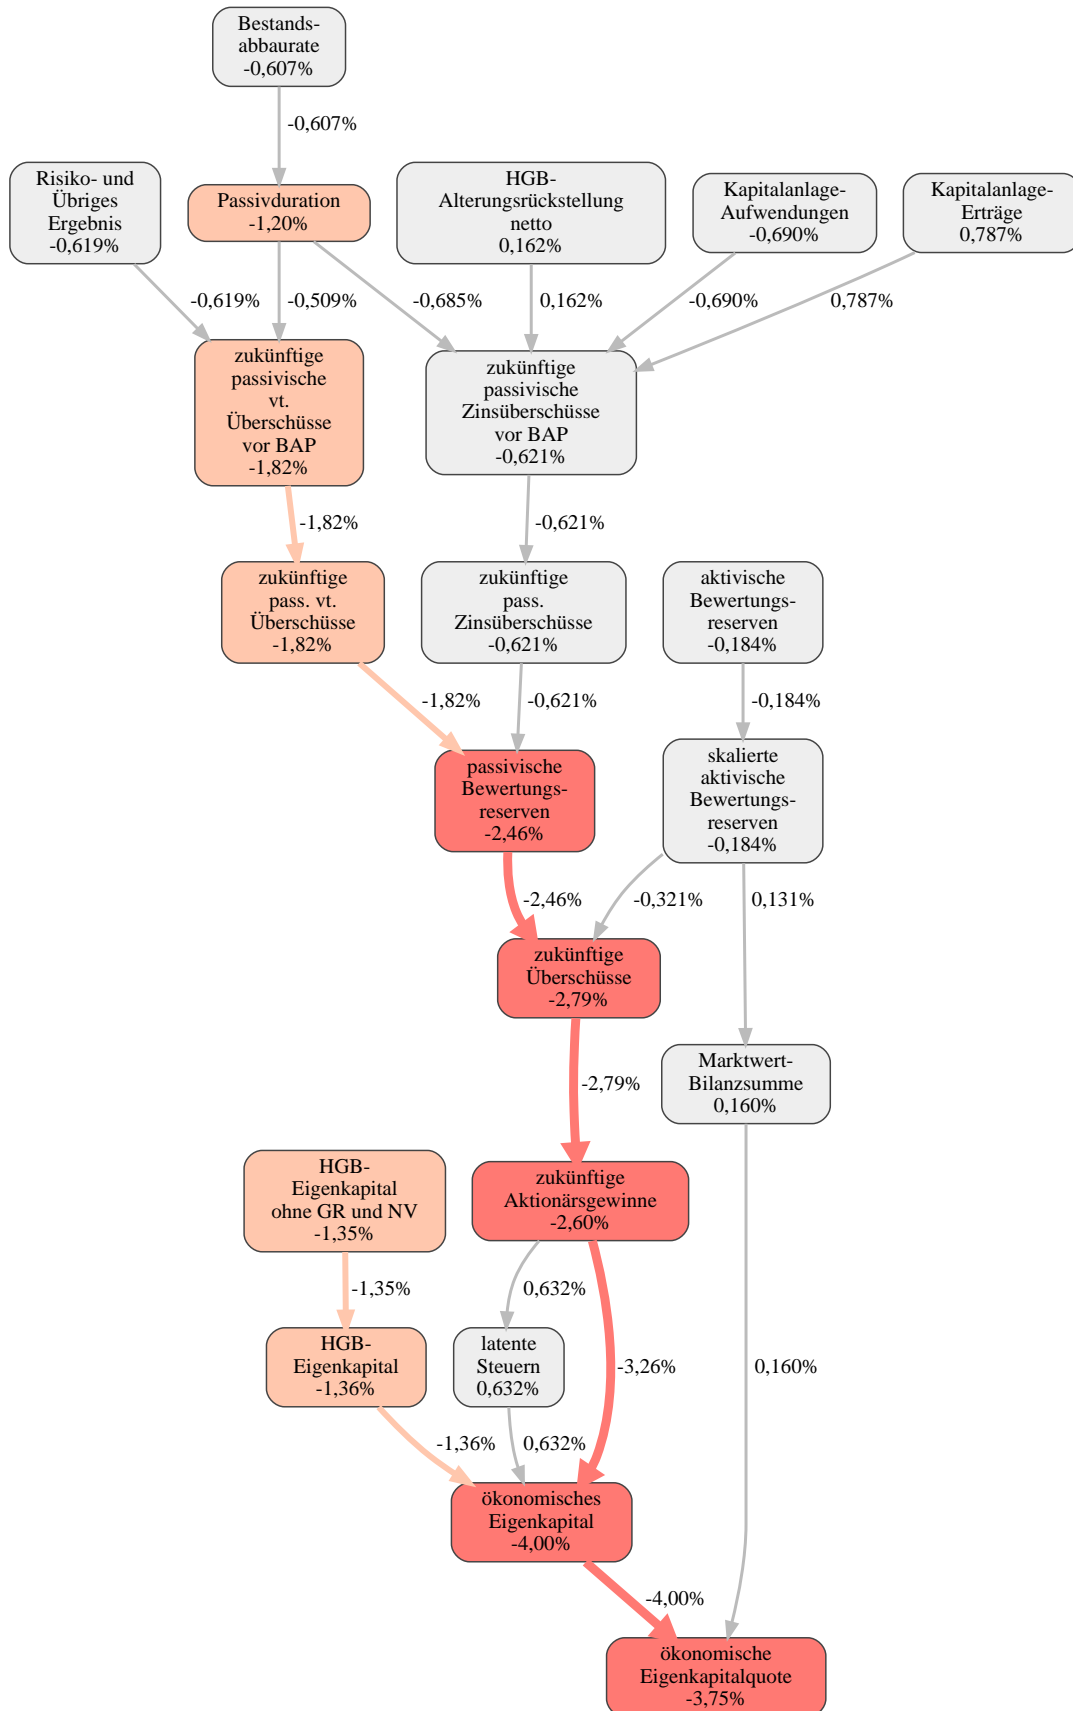 Bestands-
abbaurate
-0,607%
-0,607%
Risiko- und
Übriges
Ergebnis
-0,619%
Passivduration
-1,20%
HGB-
Alterungsrückstellung
netto
0,162%
Kapitalanlage-
Aufwendungen
-0,690%
Kapitalanlage-
Erträge
0,787%
-0,619%
-0,509%
-0,685%
0,162%
-0,690%
0,787%
zukünftige
passivische
vt.
Überschüsse
vor BAP
-1,82%
zukünftige
passivische
Zinsüberschüsse
vor BAP
-0,621%
-1,82%
-0,621%
zukünftige
pass. vt.
Überschüsse
-1,82%
zukünftige
pass.
Zinsüberschüsse
-0,621%
aktivische
Bewertungs-
reserven
-0,184%
-1,82%
-0,621%
-0,184%
passivische
Bewertungs-
reserven
-2,46%
skalierte
aktivische
Bewertungs-
reserven
-0,184%
-2,46%
-0,321%
0,131%
zukünftige
Überschüsse
-2,79%
Marktwert-
Bilanzsumme
0,160%
-2,79%
HGB-
Eigenkapital
ohne GR und NV
-1,35%
zukünftige
Aktionärsgewinne
-2,60%
-1,35%
0,632%
HGB-
Eigenkapital
-1,36%
latente
Steuern
0,632%
-3,26%
0,160%
-1,36%
0,632%
ökonomisches
Eigenkapital
-4,00%
-4,00%
ökonomische
Eigenkapitalquote
-3,75%